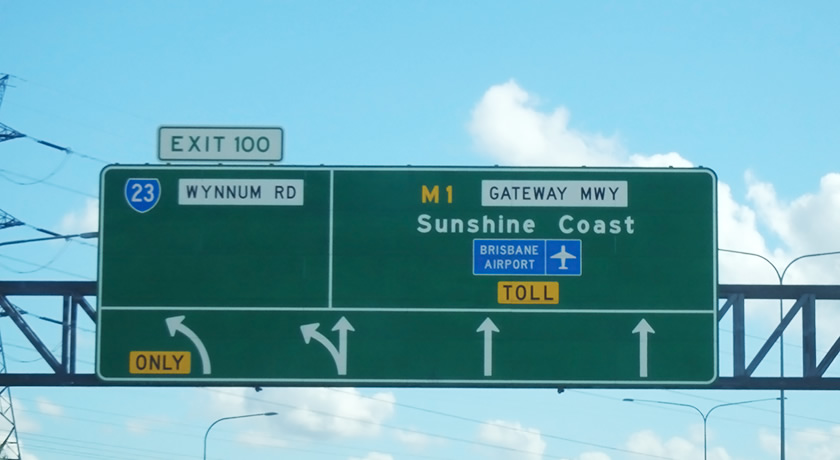 EXIT 100
23 WYNNUM RD
M1 GATEWAY MWY
Sunshine Coast
BRISBANE
AIRPORT
TOLL
ONLY